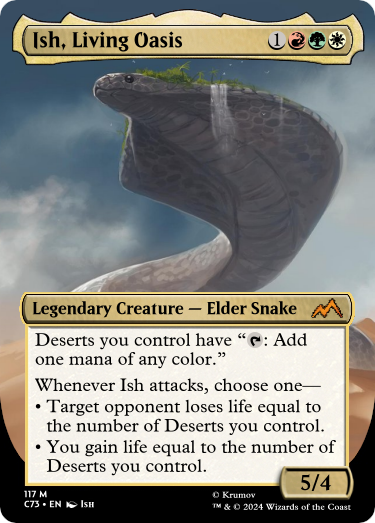 Ish, Living Oasis 1
Legendary Creature — Elder Snake
Deserts you control have “: Add
one mana of any color.”
Whenever Ish attacks, choose one—
• Target opponent loses life equal to
the number of Deserts you control.
• You gain life equal to the number of
Deserts you control.
5/4
117 M
C73 • EN Ish
© Krumov
™ & © 2024 Wizards of the Coast